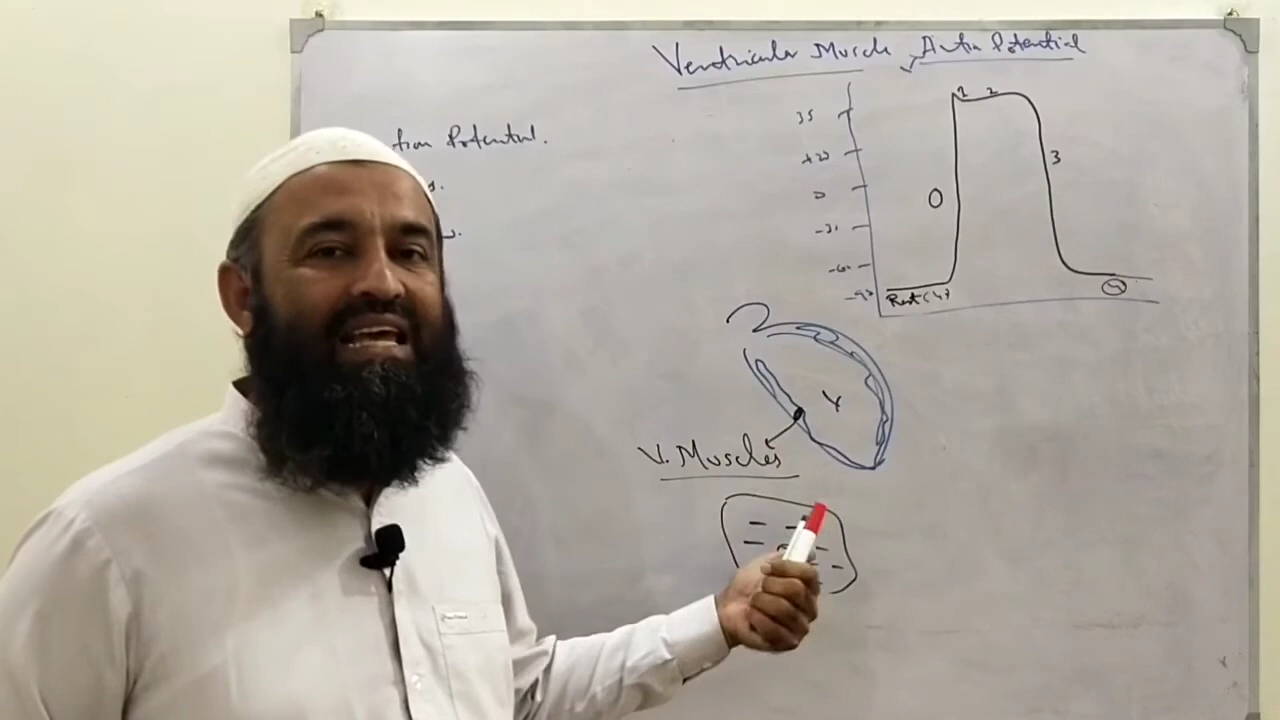 Ventricular Muscle Action Potential
tion Potential.
s.
35
+20
0
-30
-60
-90
1
2
0
3
Rest (4)
4
V
V. Muscles